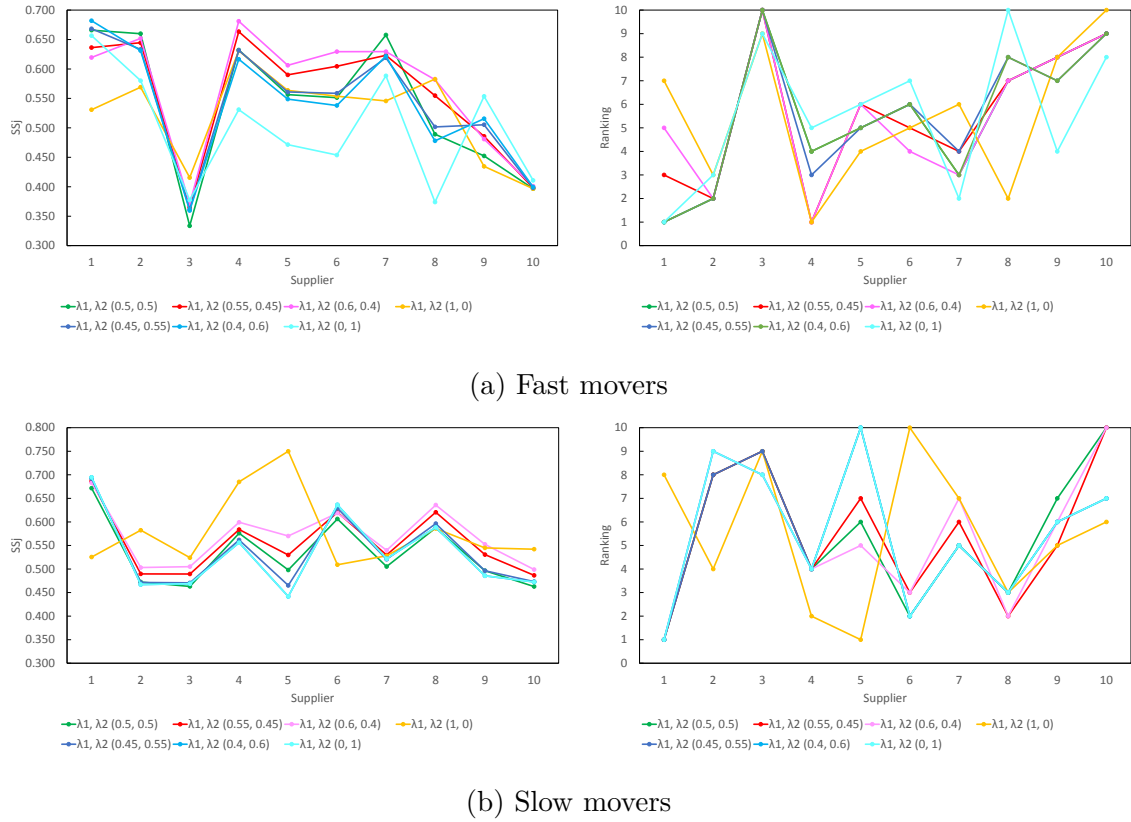 0.700
0.650
0.600
0.550
0.500
0.450
0.400
0.350
0.300
SSj
1 2 3 4 5 6 7 8 9 10
Supplier
λ1, λ2 (0.5, 0.5) λ1, λ2 (0.55, 0.45) λ1, λ2 (0.6, 0.4) λ1, λ2 (1, 0)
λ1, λ2 (0.45, 0.55) λ1, λ2 (0.4, 0.6) λ1, λ2 (0, 1)
10
9
8
7
6
5
4
3
2
1
0
Ranking
1 2 3 4 5 6 7 8 9 10
Supplier
λ1, λ2 (0.5, 0.5) λ1, λ2 (0.55, 0.45) λ1, λ2 (0.6, 0.4) λ1, λ2 (1, 0)
λ1, λ2 (0.45, 0.55) λ1, λ2 (0.4, 0.6) λ1, λ2 (0, 1)
(a) Fast movers
0.800
0.750
0.700
0.650
0.600
0.550
0.500
0.450
0.400
0.350
0.300
SSj
1 2 3 4 5 6 7 8 9 10
Supplier
λ1, λ2 (0.5, 0.5) λ1, λ2 (0.55, 0.45) λ1, λ2 (0.6, 0.4) λ1, λ2 (1, 0)
λ1, λ2 (0.45, 0.55) λ1, λ2 (0.4, 0.6) λ1, λ2 (0, 1)
10
9
8
7
6
5
4
3
2
1
0
Ranking
1 2 3 4 5 6 7 8 9 10
Supplier
λ1, λ2 (0.5, 0.5) λ1, λ2 (0.55, 0.45) λ1, λ2 (0.6, 0.4) λ1, λ2 (1, 0)
λ1, λ2 (0.45, 0.55) λ1, λ2 (0.4, 0.6) λ1, λ2 (0, 1)
(b) Slow movers